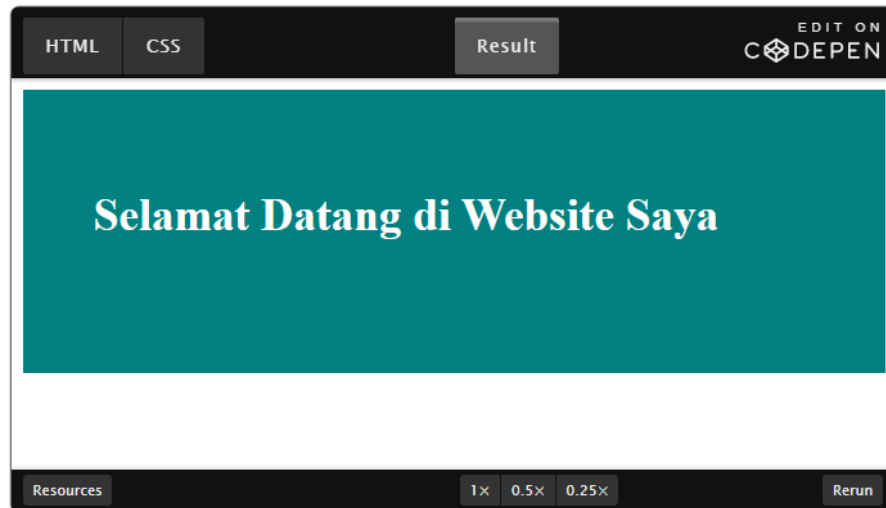 HTML CSS Result EDIT ON
CODEPEN
Selamat Datang di Website Saya
Resources 1× 0.5× 0.25× Rerun